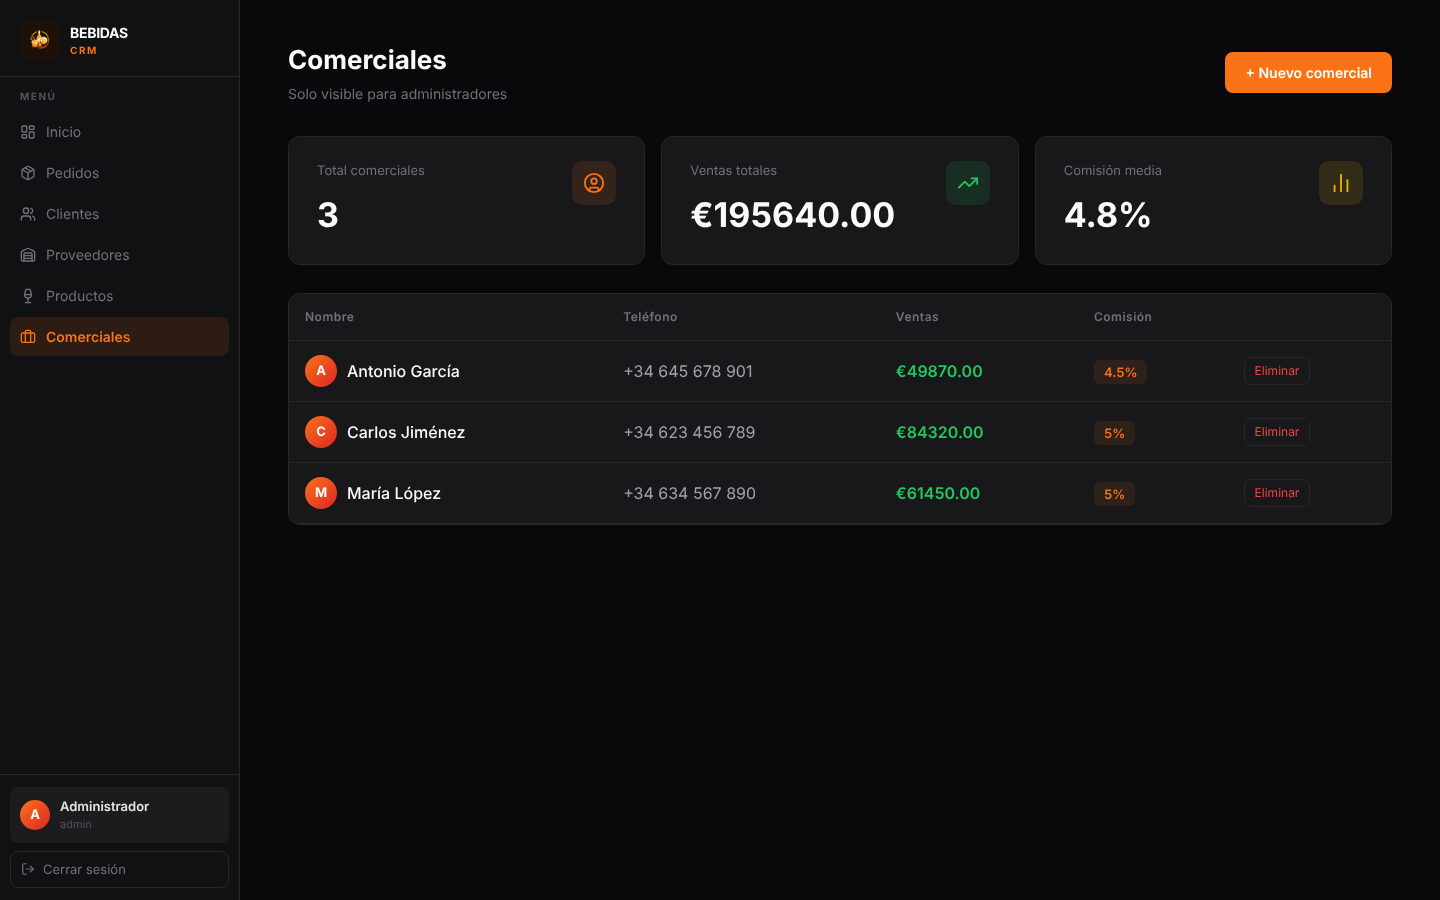 BEBIDAS
CRM
MENÚ
Inicio
Pedidos
Clientes
Proveedores
Productos
Comerciales
A
Administrador
admin
Cerrar sesión
Comerciales
Solo visible para administradores
+ Nuevo comercial
Total comerciales
3
Ventas totales
€195640.00
Comisión media
4.8%
Nombre Teléfono Ventas Comisión
A Antonio García +34 645 678 901 €49870.00 4.5% Eliminar
C Carlos Jiménez +34 623 456 789 €84320.00 5% Eliminar
M María López +34 634 567 890 €61450.00 5% Eliminar